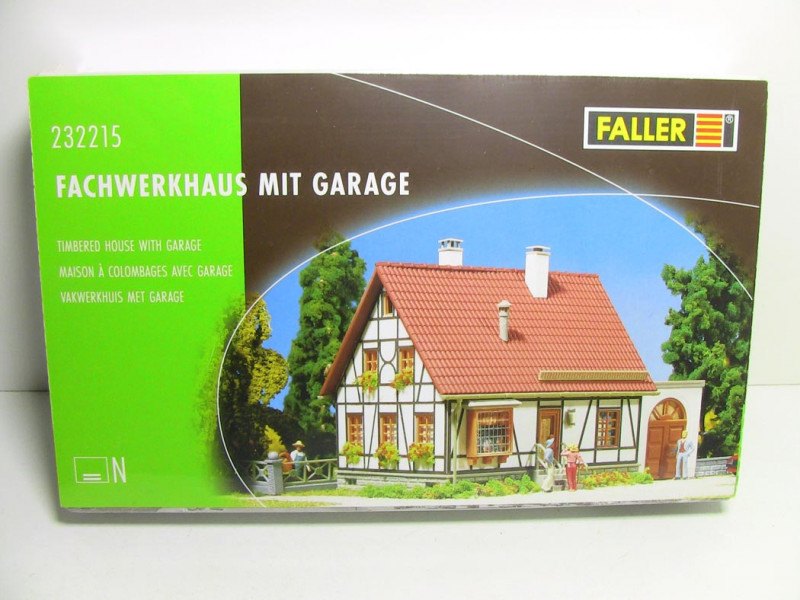 232215
FALLER®
FACHWERKHAUS MIT GARAGE
TIMBERED HOUSE WITH GARAGE
MAISON À COLOMBAGES AVEC GARAGE
VAKWERKHUIS MET GARAGE
N